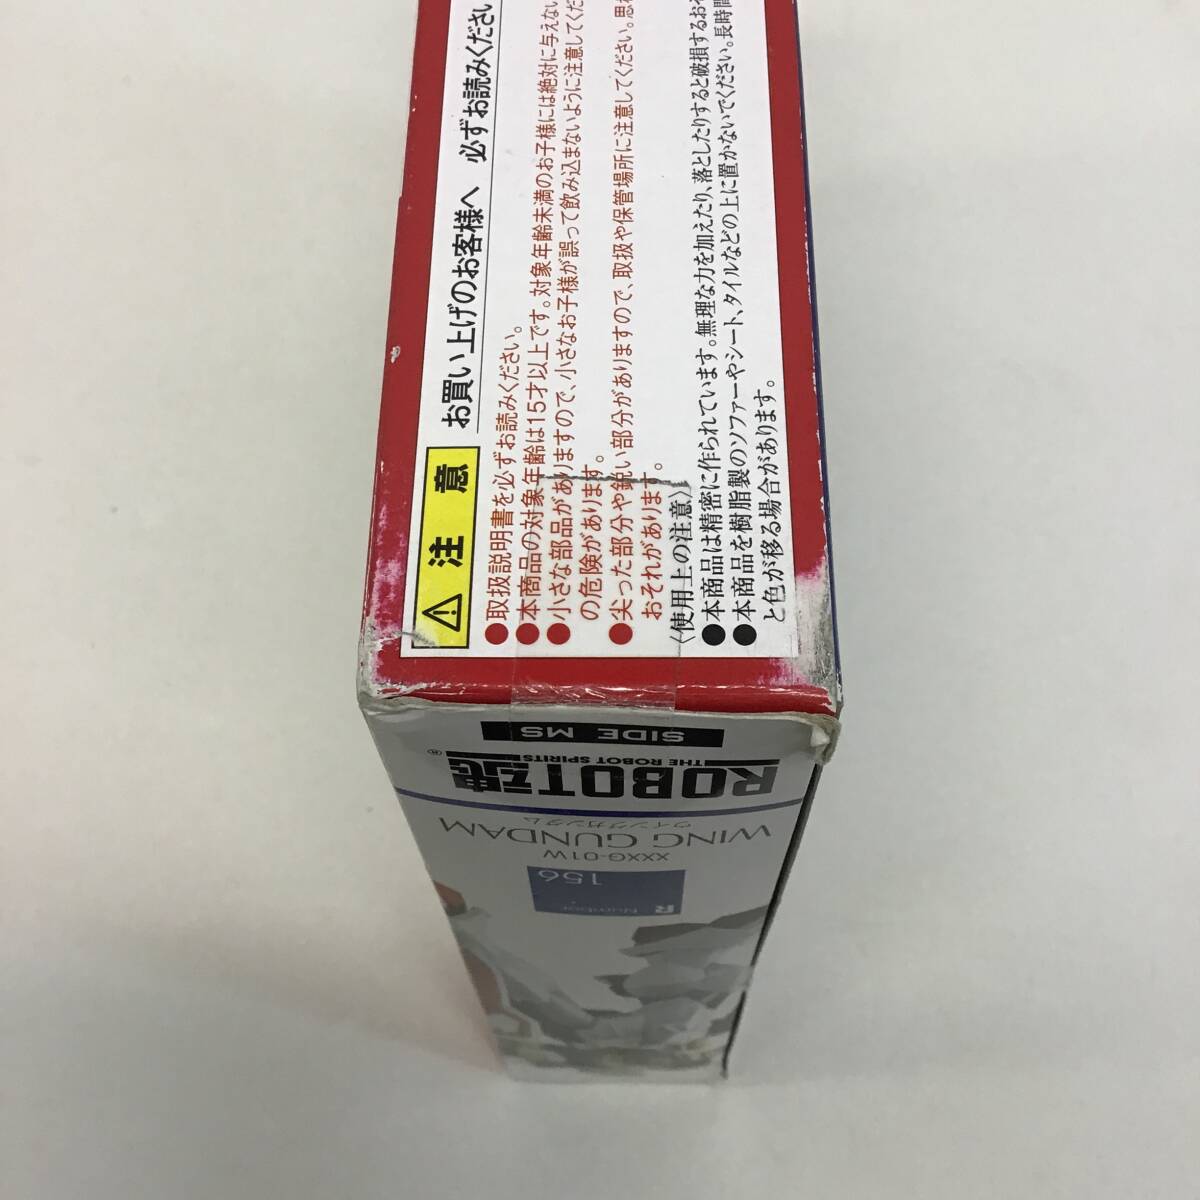 注意
お買い上げのお客様へ 必ずお読みください
●取扱説明書を必ずお読みください。
●本商品の対象年齢は15才以上です。対象年齢未満のお子様には絶対に与えない
●小さな部品がありますので、小さなお子様が誤って飲み込まないように注意してくだ
の危険があります。
●尖った部分や鋭い部分がありますので、取扱や保管場所に注意してください。思わ
おそれがあります。
〈使用上の注意〉
●本商品は精密に作られています。無理な力を加えたり、落としたりすると破損するおそ
●本商品を樹脂製のソファーやシート、タイルなどの上に置かないでください。長時間
と色が移る場合があります。
SIDE MS
ROBOT魂®
THE ROBOT SPIRITS
ウイングガンダム
WING GUNDAM
XXXG-01W
156
R Number